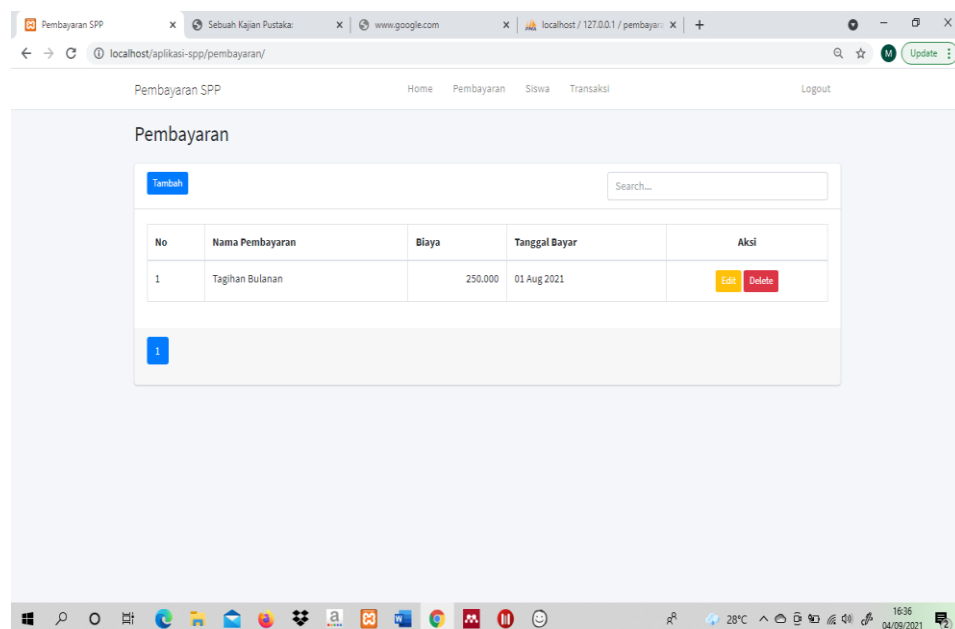 Pembayaran SPP
Sebuah Kajian Pustaka:
www.google.com
localhost / 127.0.0.1 / pembayara
localhost/aplikasi-spp/pembayaran/
M
Update
Pembayaran SPP
Home Pembayaran Siswa Transaksi
Logout
Pembayaran
Tambah
Search...
No Nama Pembayaran Biaya Tanggal Bayar Aksi
1 Tagihan Bulanan 250.000 01 Aug 2021 Edit Delete
1
a
28°C
16:36
04/09/2021
2